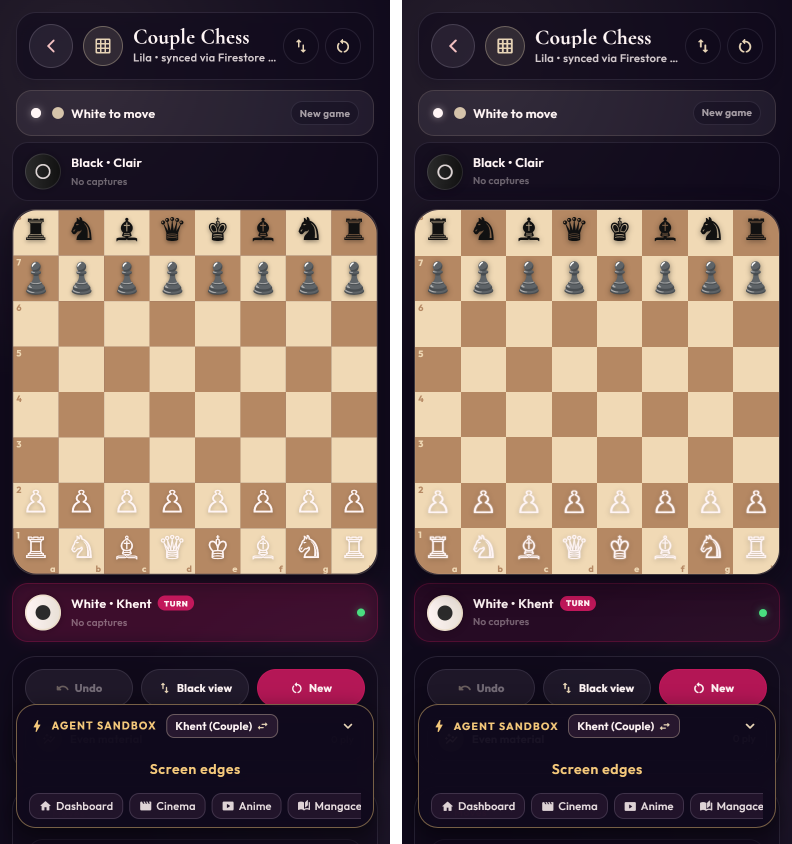 Couple Chess
Lila • synced via Firestore ...
White to move
New game
Black • Clair
No captures
7
6
5
4
3
2
1
a b c d e f g
White • Khent TURN
No captures
Undo
Black view
New
AGENT SANDBOX
Khent (Couple)
Screen edges
Dashboard
Cinema
Anime
Mangace
Couple Chess
Lila • synced via Firestore ...
White to move
New game
Black • Clair
No captures
7
6
5
4
3
2
1
a b c d e f g
White • Khent TURN
No captures
Undo
Black view
New
AGENT SANDBOX
Khent (Couple)
Even material
Screen edges
Dashboard
Cinema
Anime
Mangace